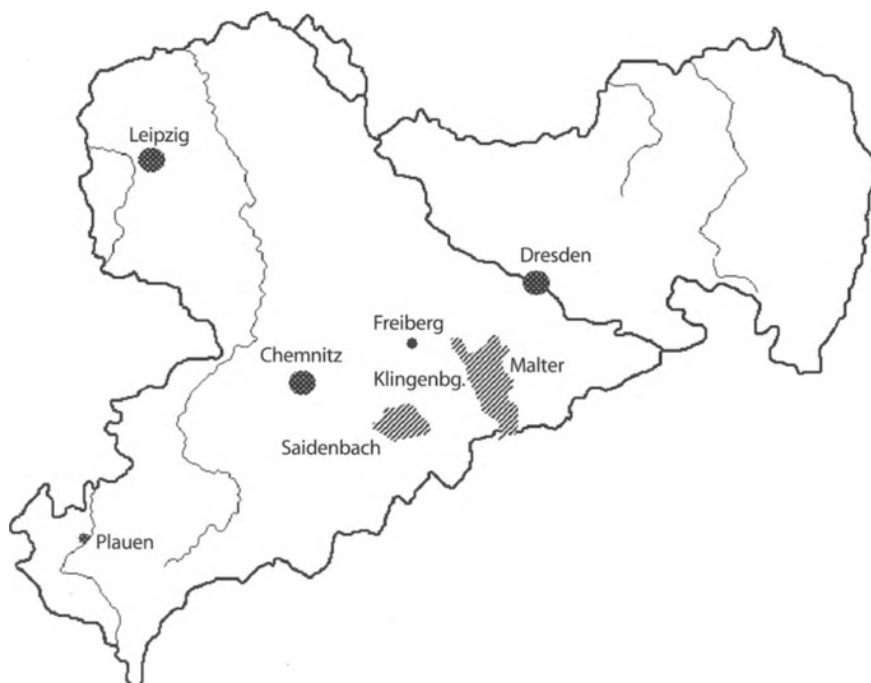 Leipzig
Dresden
Freiberg
Chemnitz
Klingenbg.
Malter
Saidenbach
Plauen